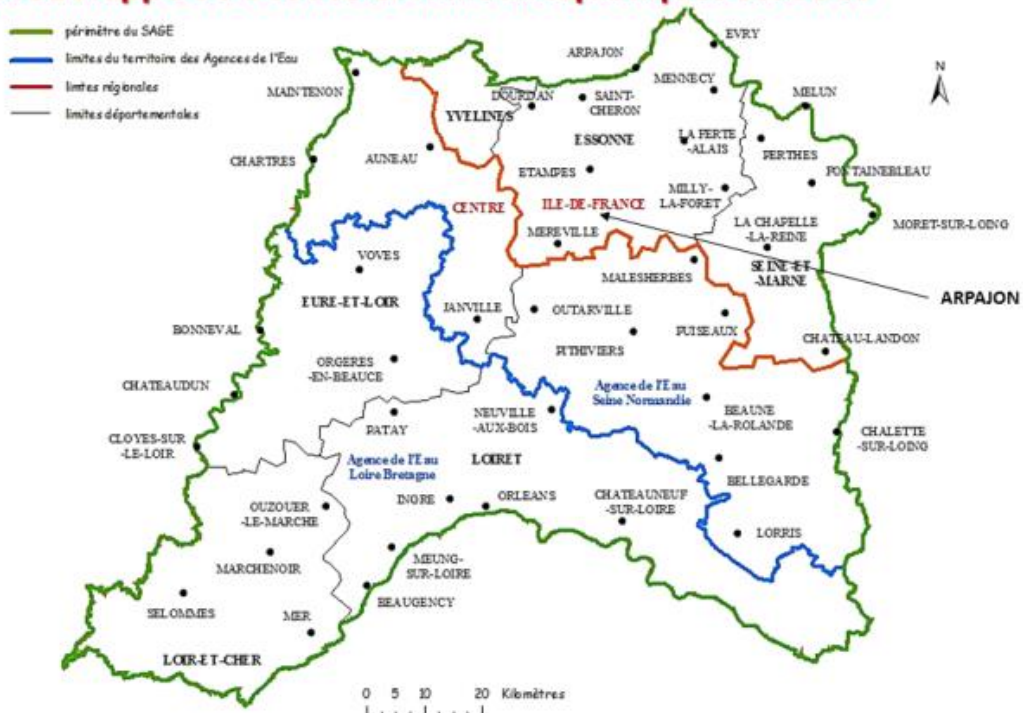 périmètre du SAGE
limites du territoire des Agences de l'Eau
limtes régionales
limites départementales
N
EVRY
ARPAJON
MENNECY
MAINTENON
DOURDAN
SAINT-
CHERON
MELUN
YVELINES
ESSONNE
LA FERTE
-ALAIS
PERTHES
CHARTRES
AUNEAU
ETAMPES
FONTAINEBLEAU
MILLY-
LA-FORET
CENTRE
ILE-DE-FRANCE
MORET-SUR-LOING
MEREVILLE
LA CHAPELLE
-LA-REINE
VOVES
MALESHERBES
SEINE-ET
-MARNE
EURE-ET-LOIR
ARPAJON
JANVILLE
OUTARVILLE
PUISEAUX
BONNEVAL
CHATEAU-LANDON
PITHIVIERS
ORGERES
-EN-BEAUCE
CHATEAUDUN
Agence de l'Eau
Seine Normandie
NEUVILLE
-AUX-BOIS
BEAUNE
-LA-ROLANDE
PATAY
CLOYES-SUR
-LE-LOIR
CHALETTE
-SUR-LOING
Agence de l'Eau
Loire Bretagne
LOIRET
BELLEGARDE
INGRE
ORLEANS
CHATEAUNEUF
-SUR-LOIRE
OUZOUER
-LE-MARCHE
LORRIS
MARCHENOIR
MEUNG-
SUR-LOIRE
BEAUGENCY
SELOMMES
MER
LOIR-ET-CHER
0 5 10 20 Kilomètres